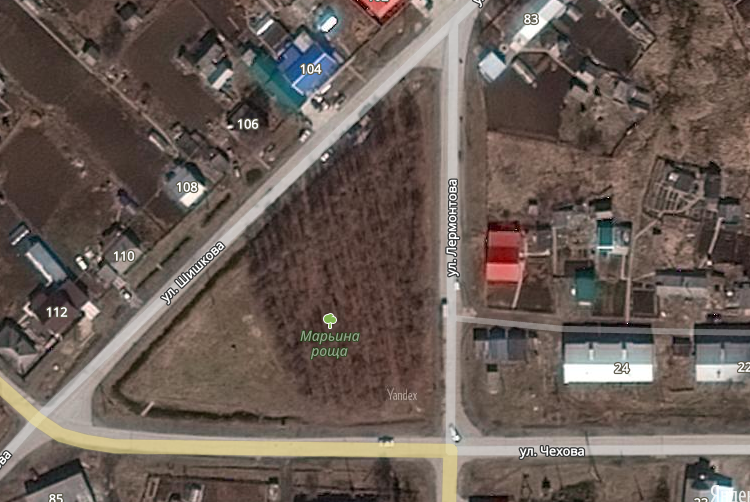 83
104
106
108
ул. Лермонтова
110
ул. Шишкова
112
Марьина
роща
24
22
Yandex
ул. Чехова
85